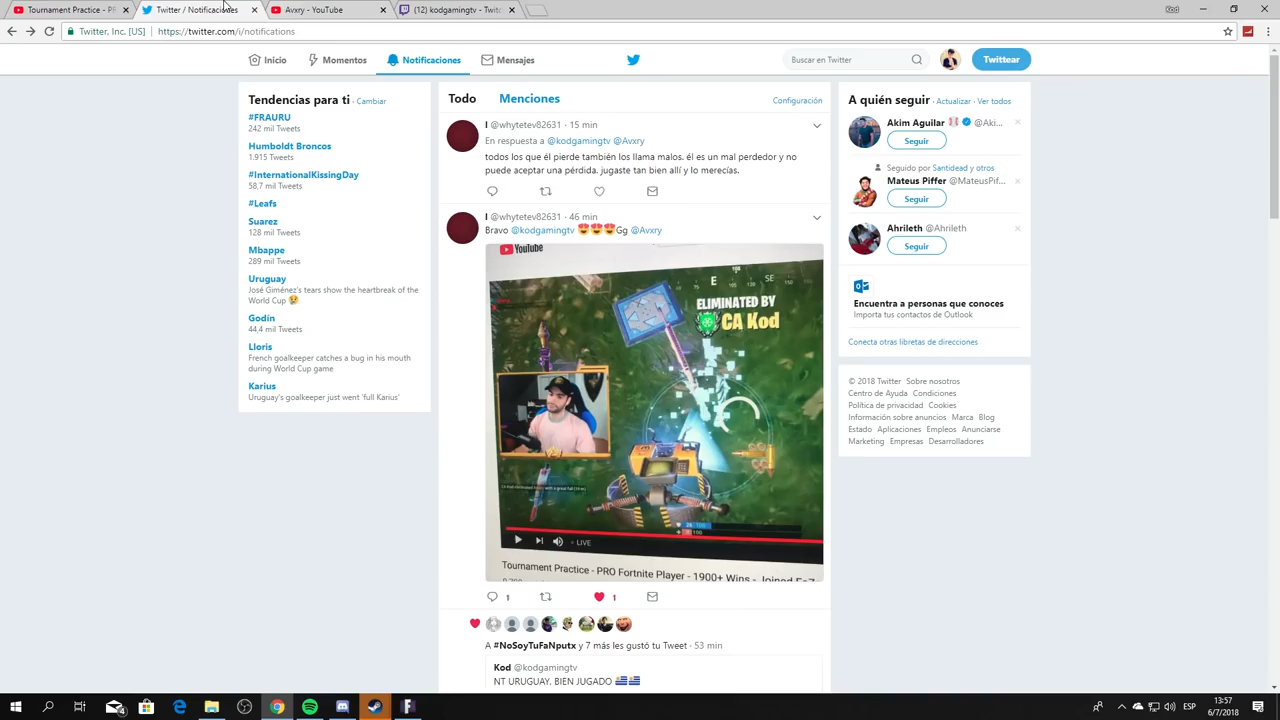 Tournament Practice - PR
Twitter / Notificaciones
Avxry - YouTube
(12) kodgamingtv - Twitc
Twitter, Inc. [US]
https://twitter.com/i/notifications
Inicio
Momentos
Notificaciones
Mensajes
Buscar en Twitter
Twittear
Tendencias para ti · Cambiar
#FRAURU
242 mil Tweets
Humboldt Broncos
1.915 Tweets
#InternationalKissingDay
58,7 mil Tweets
#Leafs
Suarez
128 mil Tweets
Mbappe
289 mil Tweets
Uruguay
José Giménez's tears show the heartbreak of the
World Cup 😢
Godín
44,4 mil Tweets
Lloris
French goalkeeper catches a bug in his mouth
during World Cup game
Karius
Uruguay's goalkeeper just went 'full Karius'
Todo
Menciones
Configuración
I @whytetev82631 · 15 min
En respuesta a @kodgamingtv @Avxry
todos los que él pierde también los llama malos. él es un mal perdedor y no
puede aceptar una pérdida. jugaste tan bien allí y lo merecías.
I @whytetev82631 · 46 min
Bravo @kodgamingtv 😍😍😍Gg @Avxry
YouTube
E
SE
ELIMINATED BY
CA Kod
LIVE
Tournament Practice - PRO Fortnite Player - 1900+ Wins - Joined
1
1
A #NoSoyTuFaNputx y 7 más les gustó tu Tweet · 53 min
Kod @kodgamingtv
NT URUGUAY. BIEN JUGADO 🇺🇾🇺🇾
A quién seguir · Actualizar · Ver todos
Akim Aguilar @Aki...
Seguir
Seguido por Santidead y otros
Mateus Piffer @MateusPif...
Seguir
Ahrileth @Ahrileth
Seguir
Encuentra a personas que conoces
Importa tus contactos de Outlook
Conecta otras libretas de direcciones
© 2018 Twitter Sobre nosotros
Centro de Ayuda Condiciones
Política de privacidad Cookies
Información sobre anuncios Marca Blog
Estado Aplicaciones Empleos Anunciarse
Marketing Empresas Desarrolladores
ESP
13:57
6/7/2018